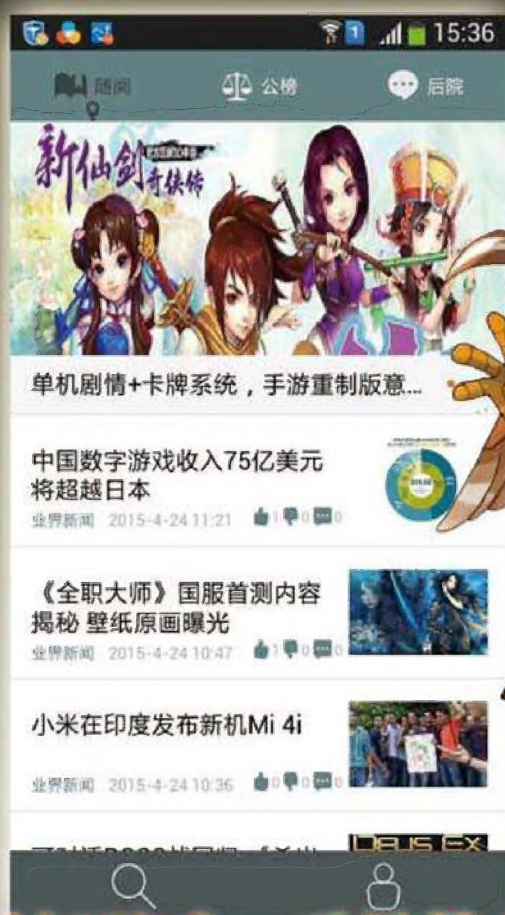 15:36
随阅
公榜
后院
新仙剑
奇侠传
单机剧情+卡牌系统，手游重制版意...
中国数字游戏收入75亿美元
将超越日本
业界新闻 2015-4-24 11:21 1 0 0
《全职大师》国服首测内容
揭秘 壁纸原画曝光
业界新闻 2015-4-24 10:47 1 0 0
小米在印度发布新机Mi 4i
业界新闻 2015-4-24 10:36 0 0 0
DEUS EX